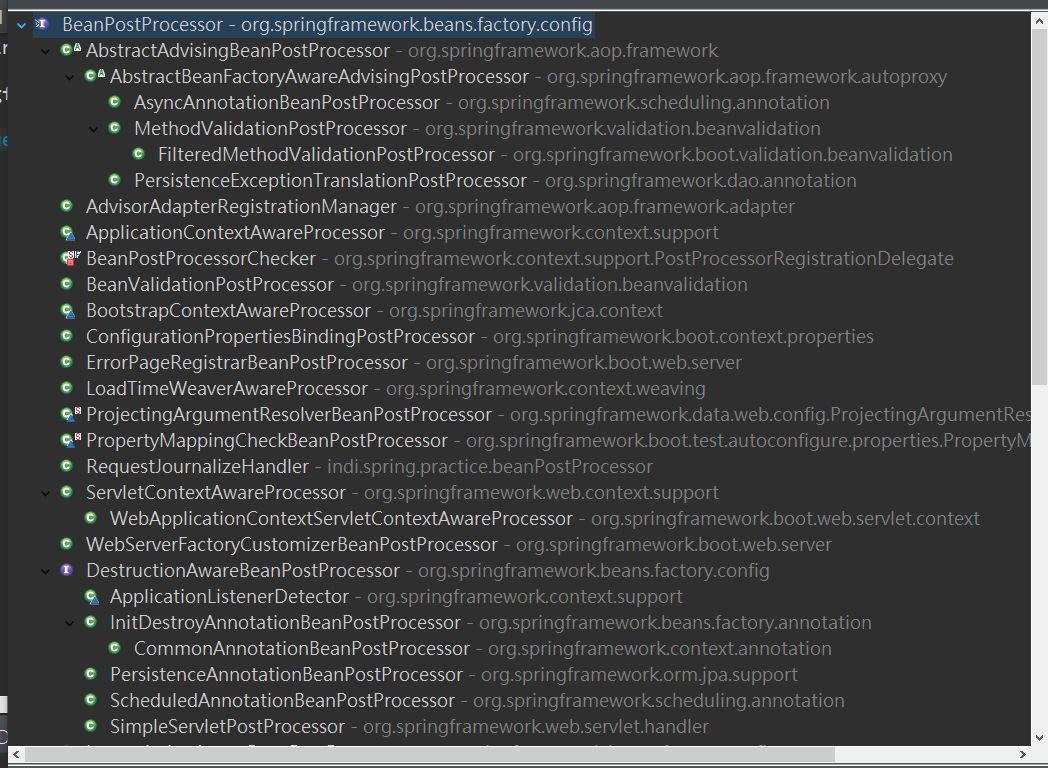 BeanPostProcessor - org.springframework.beans.factory.config
AbstractAdvisingBeanPostProcessor - org.springframework.aop.framework
AbstractBeanFactoryAwareAdvisingPostProcessor - org.springframework.aop.framework.autoproxy
AsyncAnnotationBeanPostProcessor - org.springframework.scheduling.annotation
MethodValidationPostProcessor - org.springframework.validation.beanvalidation
FilteredMethodValidationPostProcessor - org.springframework.boot.validation.beanvalidation
PersistenceExceptionTranslationPostProcessor - org.springframework.dao.annotation
AdvisorAdapterRegistrationManager - org.springframework.aop.framework.adapter
ApplicationContextAwareProcessor - org.springframework.context.support
BeanPostProcessorChecker - org.springframework.context.support.PostProcessorRegistrationDelegate
BeanValidationPostProcessor - org.springframework.validation.beanvalidation
BootstrapContextAwareProcessor - org.springframework.jca.context
ConfigurationPropertiesBindingPostProcessor - org.springframework.boot.context.properties
ErrorPageRegistrarBeanPostProcessor - org.springframework.boot.web.server
LoadTimeWeaverAwareProcessor - org.springframework.context.weaving
ProjectingArgumentResolverBeanPostProcessor - org.springframework.data.web.config.ProjectingArgumentRes
PropertyMappingCheckBeanPostProcessor - org.springframework.boot.test.autoconfigure.properties.PropertyM
RequestJournalizeHandler - indi.spring.practice.beanPostProcessor
ServletContextAwareProcessor - org.springframework.web.context.support
WebApplicationContextServletContextAwareProcessor - org.springframework.boot.web.servlet.context
WebServerFactoryCustomizerBeanPostProcessor - org.springframework.boot.web.server
DestructionAwareBeanPostProcessor - org.springframework.beans.factory.config
ApplicationListenerDetector - org.springframework.context.support
InitDestroyAnnotationBeanPostProcessor - org.springframework.beans.factory.annotation
CommonAnnotationBeanPostProcessor - org.springframework.context.annotation
PersistenceAnnotationBeanPostProcessor - org.springframework.orm.jpa.support
ScheduledAnnotationBeanPostProcessor - org.springframework.scheduling.annotation
SimpleServletPostProcessor - org.springframework.web.servlet.handler